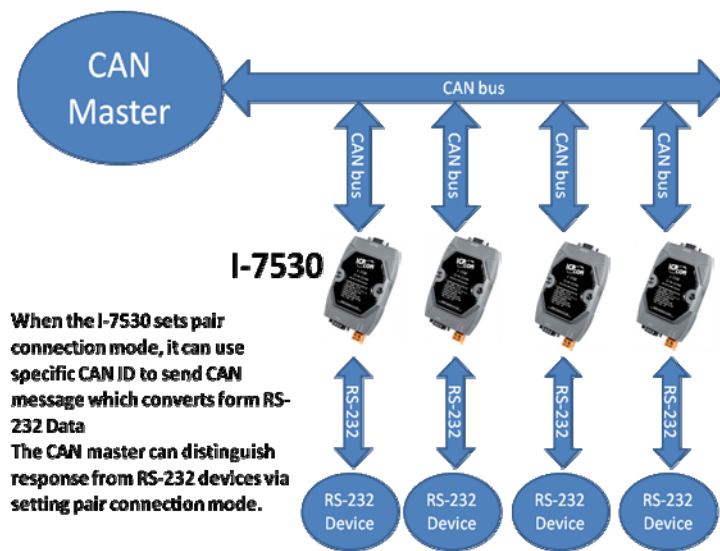 CAN
Master
CAN bus
CAN bus
CAN bus
CAN bus
CAN bus
I-7530
When the I-7530 sets pair
connection mode, it can use
specific CAN ID to send CAN
message which converts form RS-
232 Data
The CAN master can distinguish
response from RS-232 devices via
setting pair connection mode.
RS-232
RS-232
RS-232
RS-232
RS-232
Device
RS-232
Device
RS-232
Device
RS-232
Device